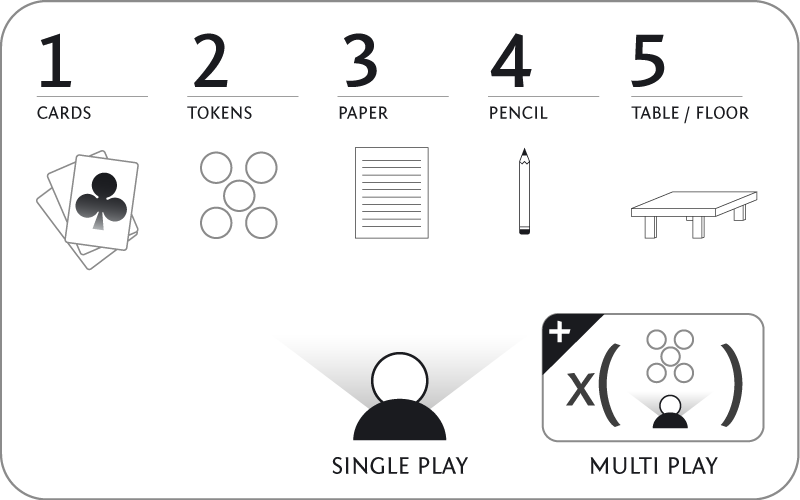 1 2 3 4 5
CARDS TOKENS PAPER PENCIL TABLE / FLOOR
+
x( )
SINGLE PLAY MULTI PLAY